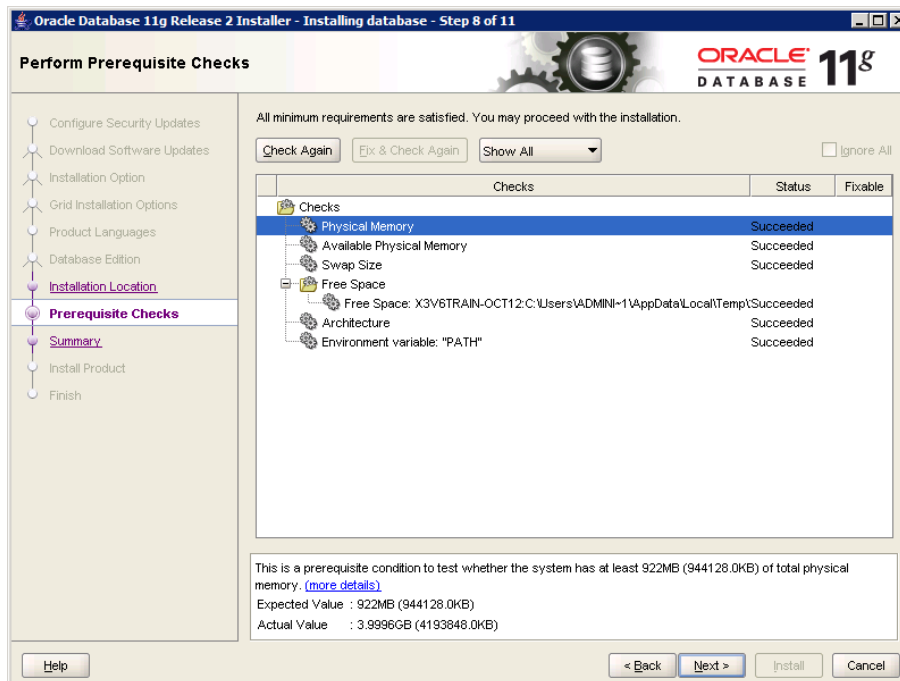 Oracle Database 11g Release 2 Installer - Installing database - Step 8 of 11
Perform Prerequisite Checks
ORACLE
DATABASE
11g
Configure Security Updates
Download Software Updates
Installation Option
Grid Installation Options
Product Languages
Database Edition
Installation Location
Prerequisite Checks
Summary
Install Product
Finish
All minimum requirements are satisfied. You may proceed with the installation.
Check Again Fix & Check Again Show All Ignore All
Checks Status Fixable
Checks
Physical Memory Succeeded
Available Physical Memory Succeeded
Swap Size Succeeded
Free Space
Free Space: X3V6TRAIN-OCT12:C:\Users\ADMINI~1\AppData\Local\Temp\Succeeded
Architecture Succeeded
Environment variable: "PATH" Succeeded
This is a prerequisite condition to test whether the system has at least 922MB (944128.0KB) of total physical
memory. (more details)
Expected Value : 922MB (944128.0KB)
Actual Value : 3.9996GB (4193848.0KB)
Help < Back Next > Install Cancel